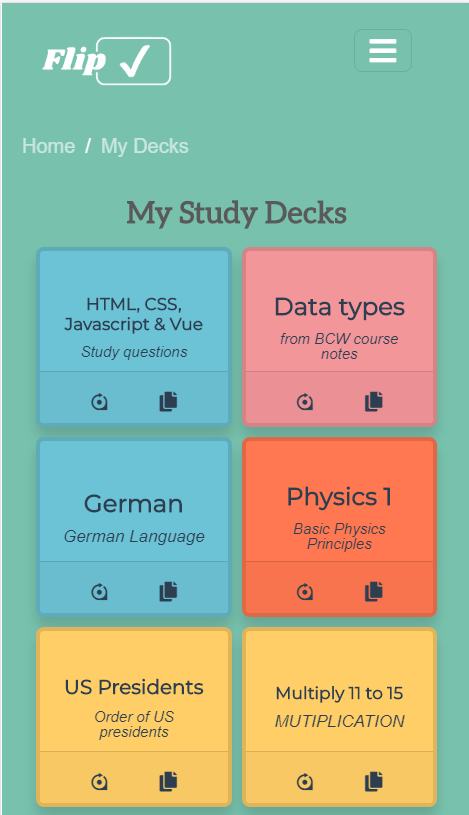 Flip
Home / My Decks
My Study Decks
HTML, CSS,
Javascript & Vue
Study questions
Data types
from BCW course
notes
German
German Language
Physics 1
Basic Physics
Principles
US Presidents
Order of US
presidents
Multiply 11 to 15
MUTIPLICATION